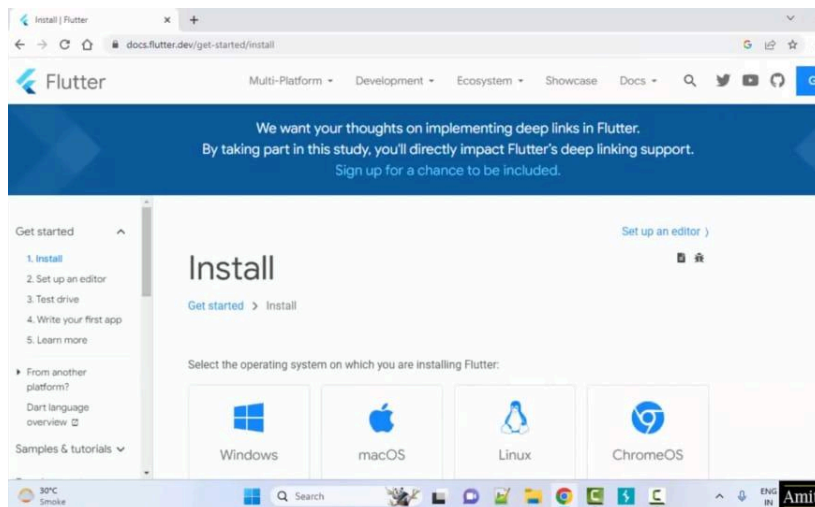 Install | Flutter
docs.flutter.dev/get-started/install
Flutter
Multi-Platform
Development
Ecosystem
Showcase
Docs
G
We want your thoughts on implementing deep links in Flutter.
By taking part in this study, you'll directly impact Flutter's deep linking support.
Sign up for a chance to be included.
Get started
1. Install
2. Set up an editor
3. Test drive
4. Write your first app
5. Learn more
From another
platform?
Dart language
overview
Samples & tutorials
Set up an editor
Install
Get started > Install
Select the operating system on which you are installing Flutter:
Windows
macOS
Linux
ChromeOS
30°C
Smoke
Search
ENG
IN
Amit